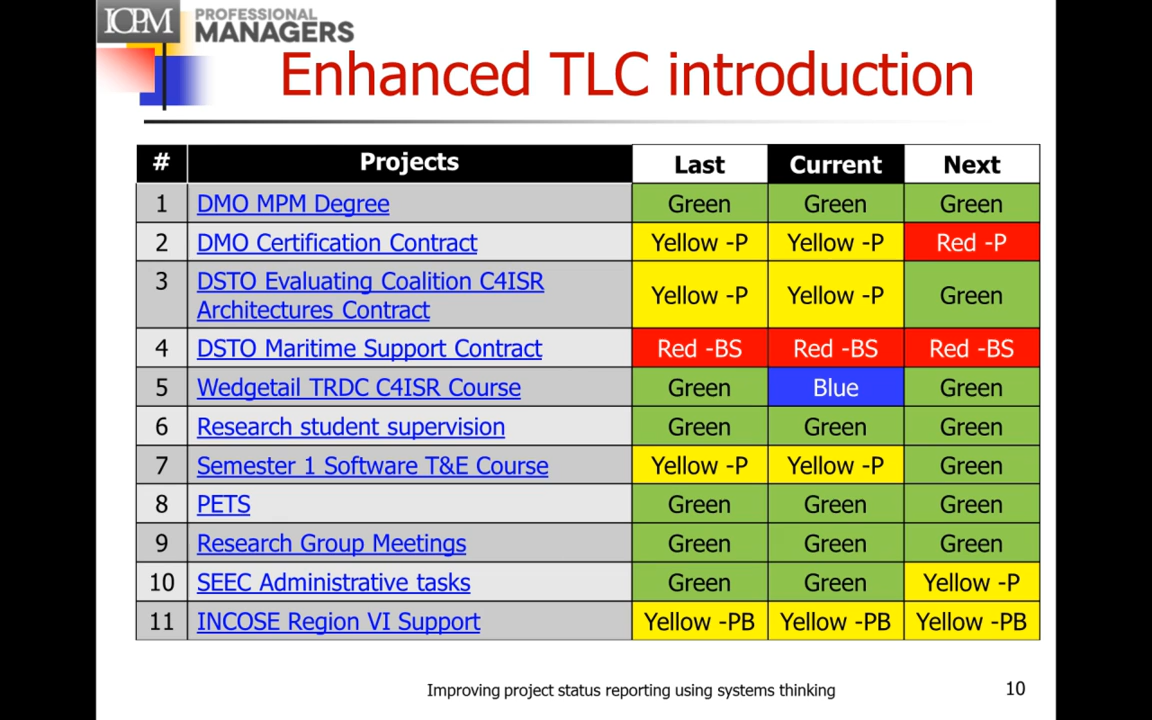 ICPM PROFESSIONAL
MANAGERS
Enhanced TLC introduction
# Projects Last Current Next
1 DMO MPM Degree Green Green Green
2 DMO Certification Contract Yellow -P Yellow -P Red -P
3 DSTO Evaluating Coalition C4ISR
Architectures Contract Yellow -P Yellow -P Green
4 DSTO Maritime Support Contract Red -BS Red -BS Red -BS
5 Wedgetail TRDC C4ISR Course Green Blue Green
6 Research student supervision Green Green Green
7 Semester 1 Software T&E Course Yellow -P Yellow -P Green
8 PETS Green Green Green
9 Research Group Meetings Green Green Green
10 SEEC Administrative tasks Green Green Yellow -P
11 INCOSE Region VI Support Yellow -PB Yellow -PB Yellow -PB
Improving project status reporting using systems thinking 10